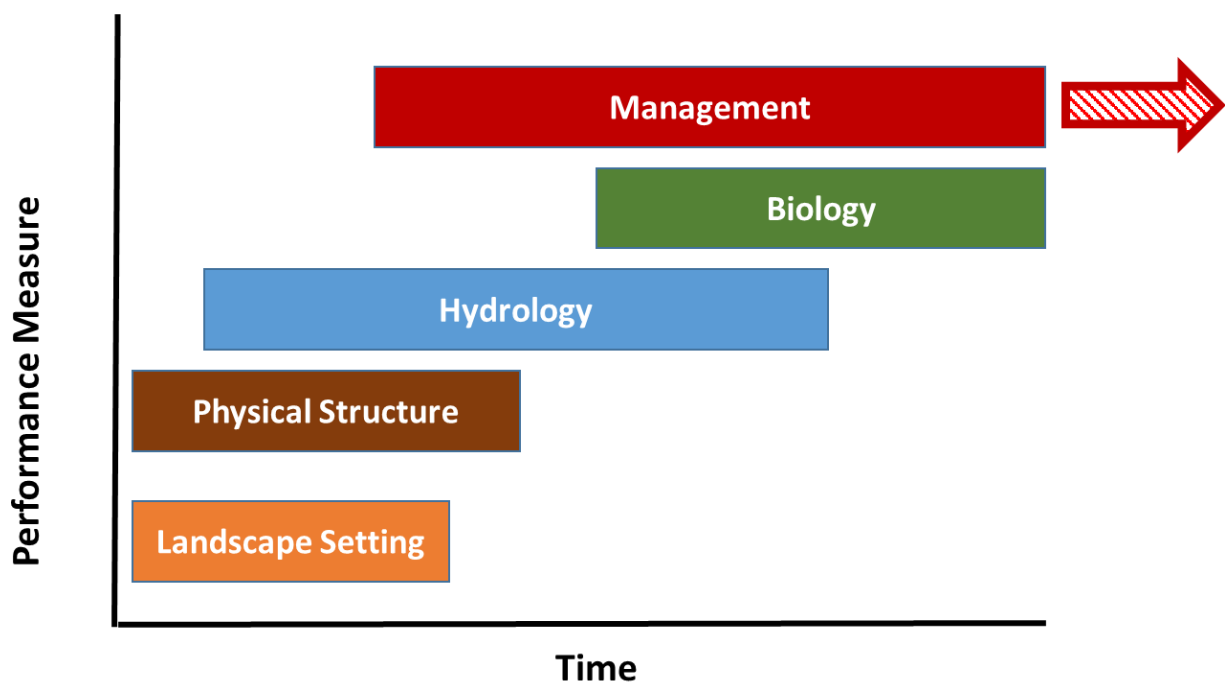 Management
Biology
Hydrology
Physical Structure
Landscape Setting
Performance Measure
Time